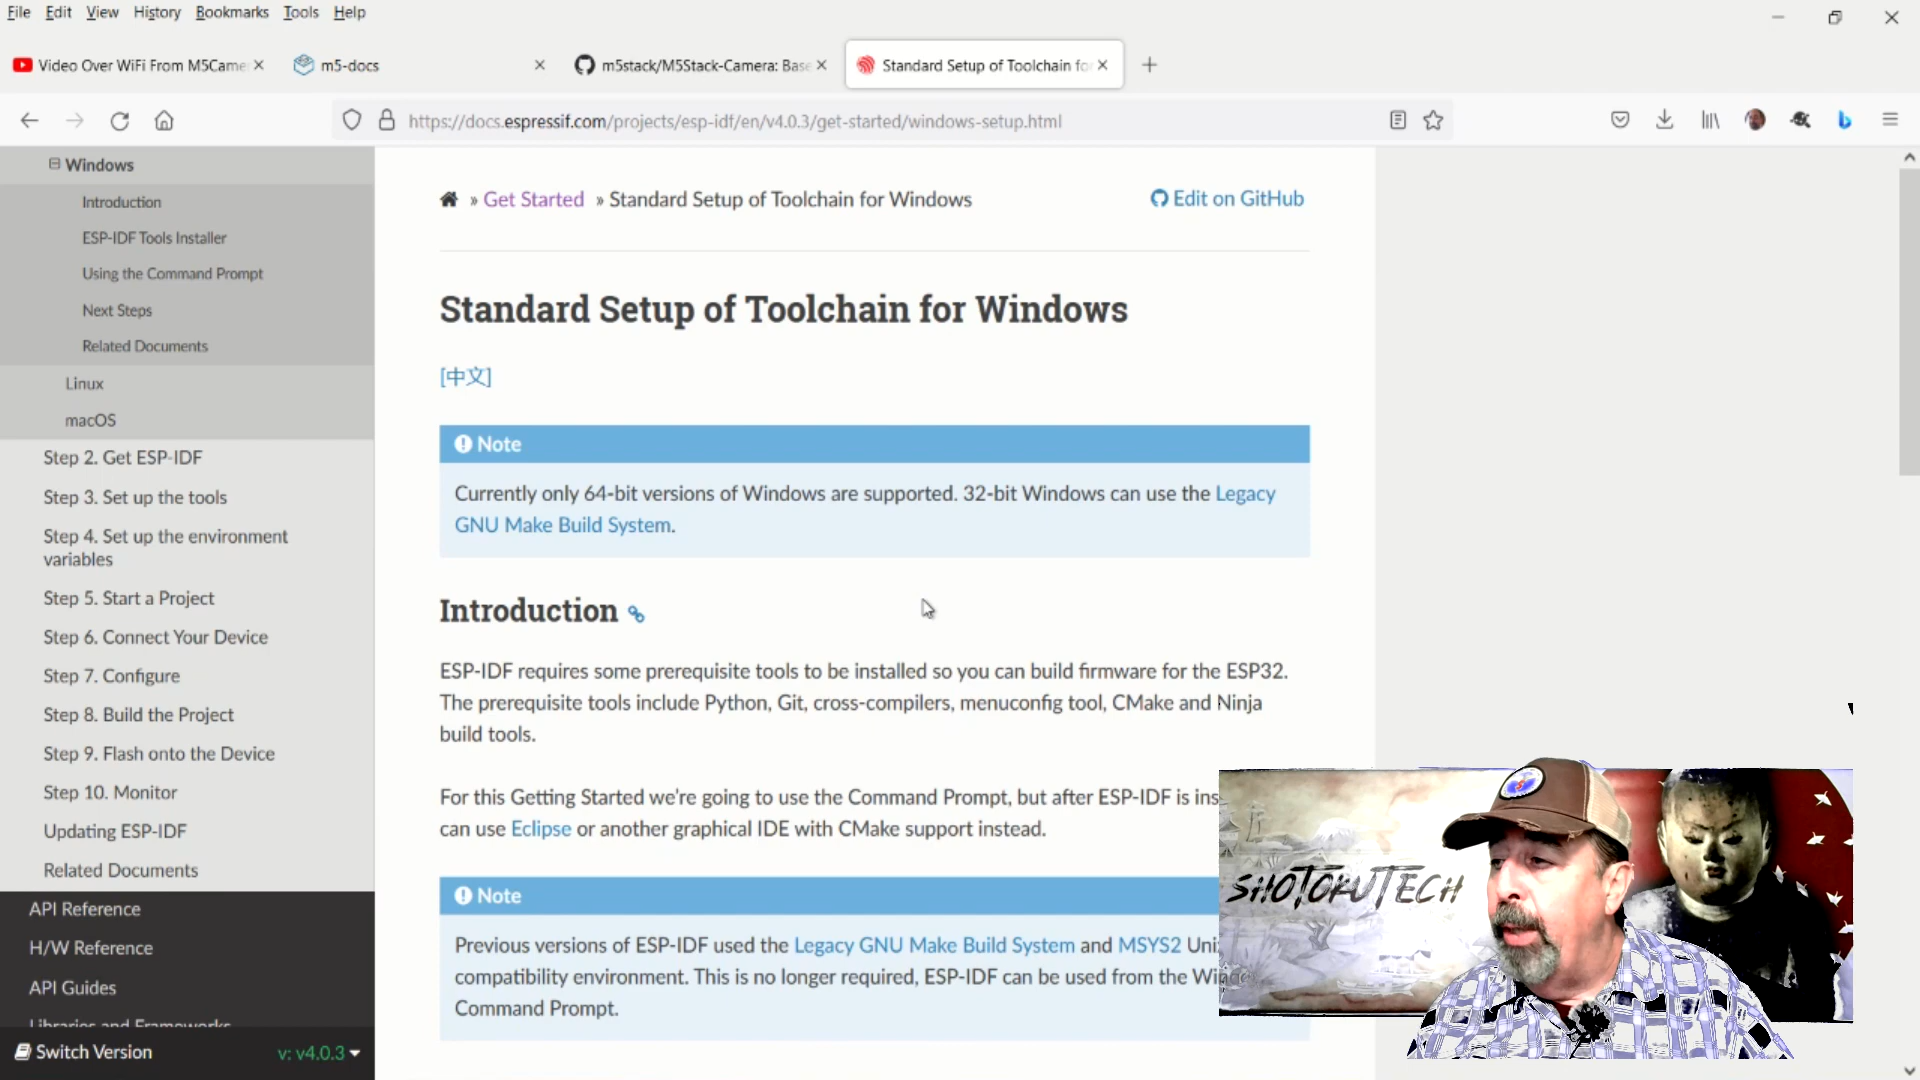 File Edit View History Bookmarks Tools Help
Video Over WiFi From M5Came
m5-docs
m5stack/M5Stack-Camera: Base
Standard Setup of Toolchain for
https://docs.espressif.com/projects/esp-idf/en/v4.0.3/get-started/windows-setup.html
Windows
Introduction
ESP-IDF Tools Installer
Using the Command Prompt
Next Steps
Related Documents
Linux
macOS
Step 2. Get ESP-IDF
Step 3. Set up the tools
Step 4. Set up the environment
variables
Step 5. Start a Project
Step 6. Connect Your Device
Step 7. Configure
Step 8. Build the Project
Step 9. Flash onto the Device
Step 10. Monitor
Updating ESP-IDF
Related Documents
API Reference
H/W Reference
API Guides
Libraries and Frameworks
Switch Version v: v4.0.3
» Get Started » Standard Setup of Toolchain for Windows
Edit on GitHub
Standard Setup of Toolchain for Windows
[中文]
Note
Currently only 64-bit versions of Windows are supported. 32-bit Windows can use the Legacy
GNU Make Build System.
Introduction
ESP-IDF requires some prerequisite tools to be installed so you can build firmware for the ESP32.
The prerequisite tools include Python, Git, cross-compilers, menuconfig tool, CMake and Ninja
build tools.
For this Getting Started we're going to use the Command Prompt, but after ESP-IDF is ins
can use Eclipse or another graphical IDE with CMake support instead.
Note
Previous versions of ESP-IDF used the Legacy GNU Make Build System and MSYS2 Uni
compatibility environment. This is no longer required, ESP-IDF can be used from the Windo
Command Prompt.
SHOTOKUTECH